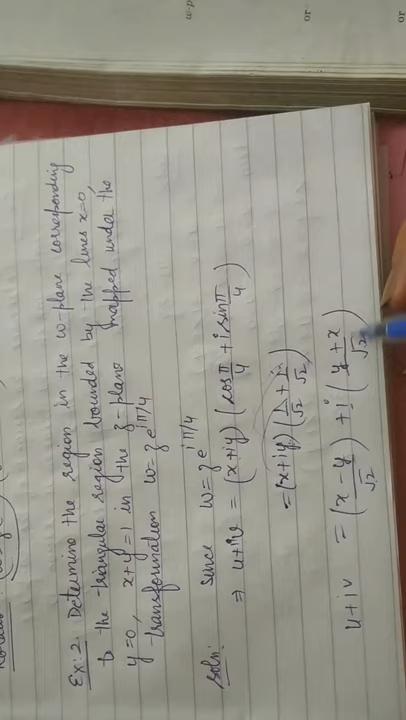 Ex: 2. Determine the region in the w-plane corresponding
to the triangular region bounded by the lines x=0,
y=0, x+y=1 in the z-plane mapped under the
transformation w=z e^{iπ/4}
Soln: Since w=z e^{iπ/4}
⇒ u+iv = (x+iy) (cos π/4 + i sin π/4)
= (x+iy) (1/√2 + i/√2)
u+iv = (x-y/√2) + i (y+x/√2)
w-p
or
or